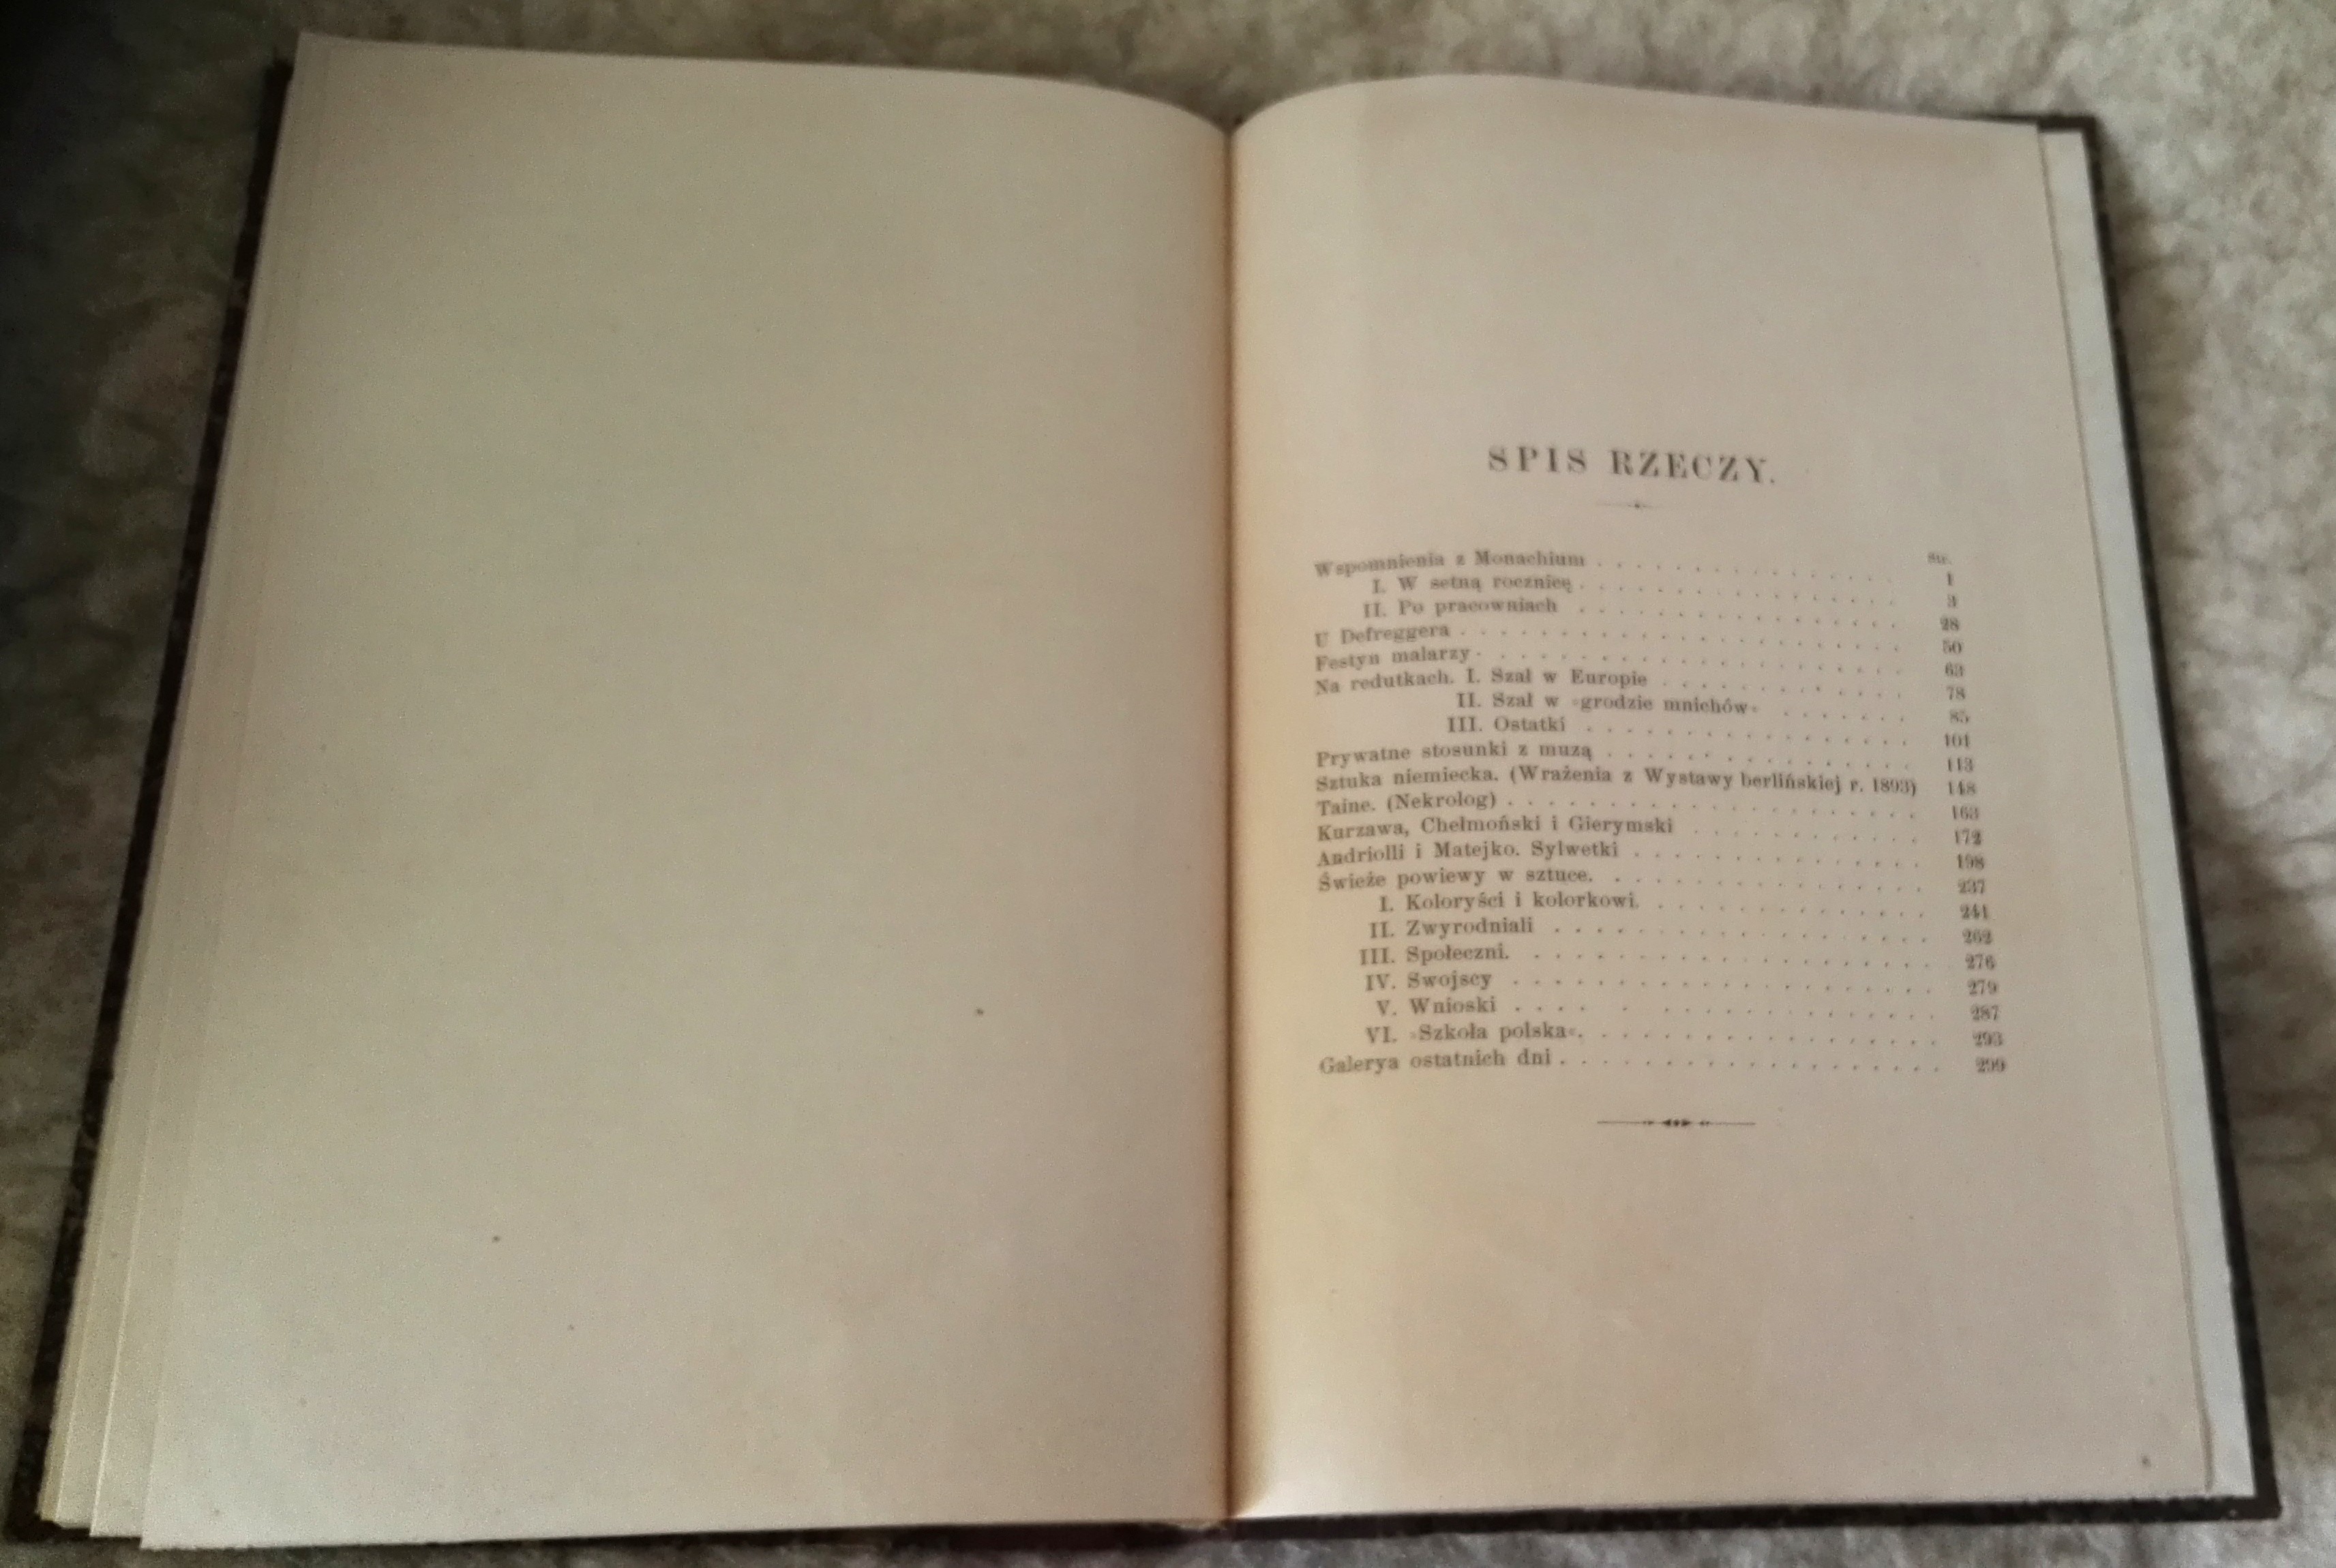 SPIS RZECZY.
Str.
Wspomnienia z Monachium . . . . . . . . . . . . . . . 1
I. W setną rocznicę . . . . . . . . . . . . . . . 3
II. Po pracowniach . . . . . . . . . . . . . . . 28
U Defreggera . . . . . . . . . . . . . . . . . . . . 50
Festyn malarzy . . . . . . . . . . . . . . . . . . . 63
Na redutkach. I. Szał w Europie . . . . . . . . . . . . 78
II. Szał w »grodzie mnichów« . . . . . . . 85
III. Ostatki . . . . . . . . . . . . . . . . 101
Prywatne stosunki z muzą . . . . . . . . . . . . . . . 113
Sztuka niemiecka. (Wrażenia z Wystawy berlińskiej r. 1893) 148
Taine. (Nekrolog) . . . . . . . . . . . . . . . . . . 163
Kurzawa, Chełmoński i Gierymski . . . . . . . . . . . 172
Andriolli i Matejko. Sylwetki . . . . . . . . . . . . . 198
Świeże powiewy w sztuce. . . . . . . . . . . . . . . . 237
I. Koloryści i kolorkowi. . . . . . . . . . . . . . 241
II. Zwyrodniali . . . . . . . . . . . . . . . . . 262
III. Społeczni. . . . . . . . . . . . . . . . . . . 276
IV. Swojscy . . . . . . . . . . . . . . . . . . . 279
V. Wnioski . . . . . . . . . . . . . . . . . . . 287
VI. »Szkoła polska«. . . . . . . . . . . . . . . . 293
Galerya ostatnich dni . . . . . . . . . . . . . . . . . 299